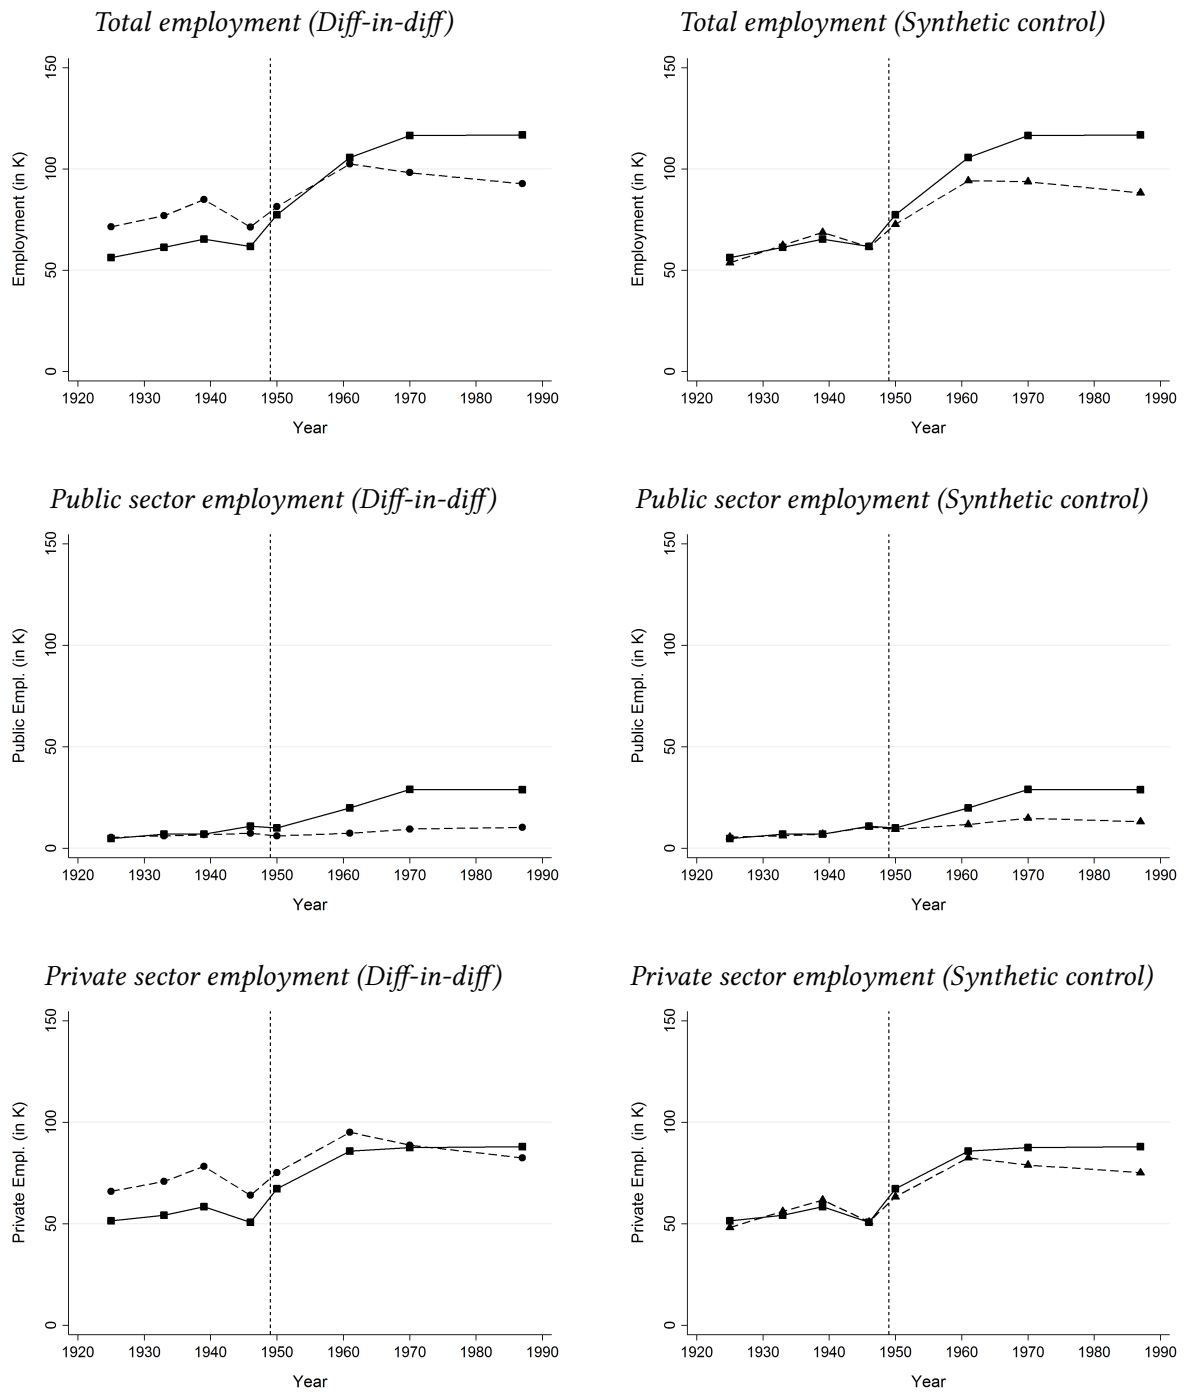 Total employment (Diff-in-diff)
150
100
50
0
Employment (in K)
1920 1930 1940 1950 1960 1970 1980 1990
Year
Total employment (Synthetic control)
150
100
50
0
Employment (in K)
1920 1930 1940 1950 1960 1970 1980 1990
Year
Public sector employment (Diff-in-diff)
150
100
50
0
Public Empl. (in K)
1920 1930 1940 1950 1960 1970 1980 1990
Year
Public sector employment (Synthetic control)
150
100
50
0
Public Empl. (in K)
1920 1930 1940 1950 1960 1970 1980 1990
Year
Private sector employment (Diff-in-diff)
150
100
50
0
Private Empl. (in K)
1920 1930 1940 1950 1960 1970 1980 1990
Year
Private sector employment (Synthetic control)
150
100
50
0
Private Empl. (in K)
1920 1930 1940 1950 1960 1970 1980 1990
Year